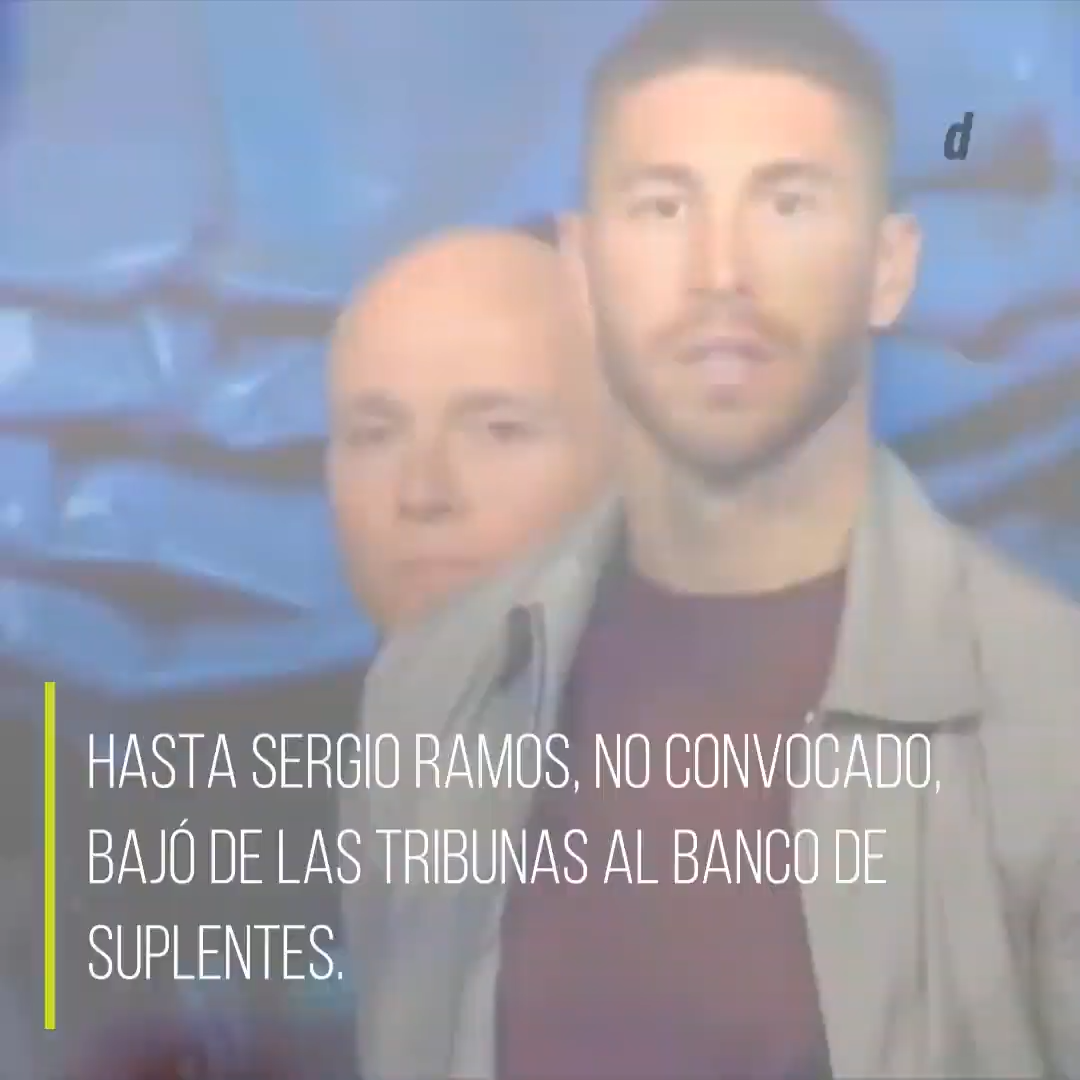 d
HASTA SERGIO RAMOS, NO CONVOCADO,
BAJÓ DE LAS TRIBUNAS AL BANCO DE
SUPLENTES.